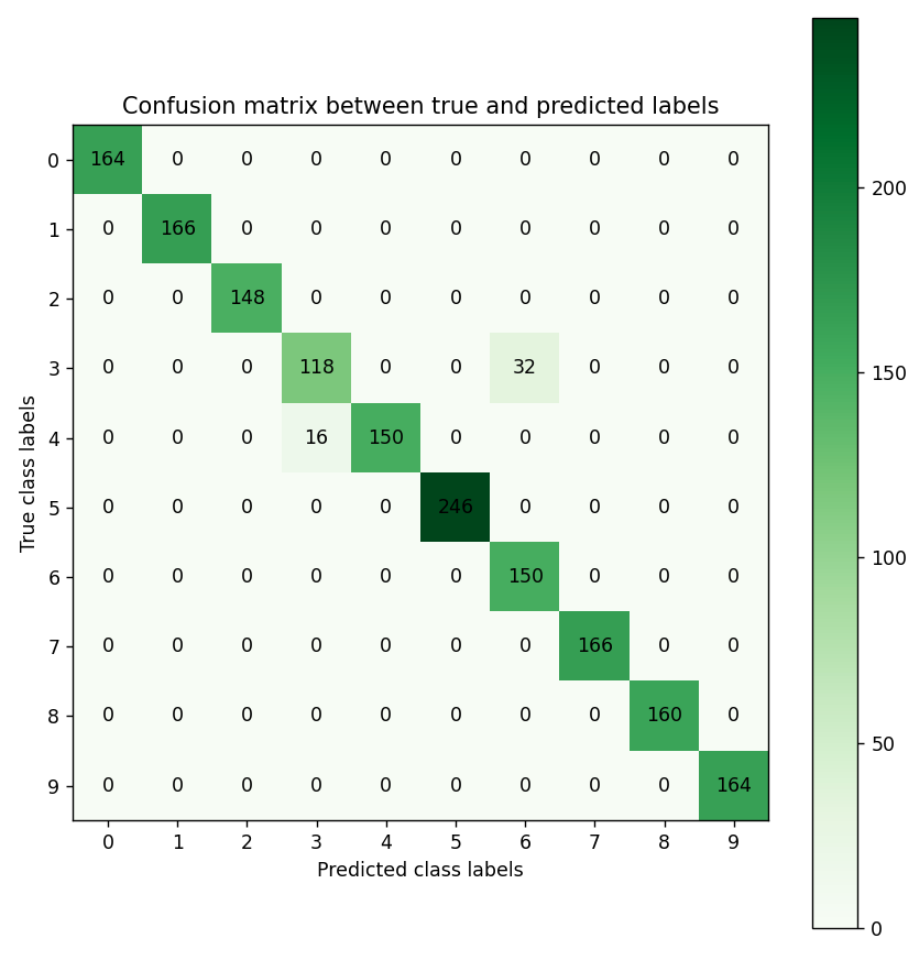 Confusion matrix between true and predicted labels
0 164 0 0 0 0 0 0 0 0 0
1 0 166 0 0 0 0 0 0 0 0
2 0 0 148 0 0 0 0 0 0 0
3 0 0 0 118 0 0 32 0 0 0
4 0 0 0 16 150 0 0 0 0 0
5 0 0 0 0 0 246 0 0 0 0
6 0 0 0 0 0 0 150 0 0 0
7 0 0 0 0 0 0 0 166 0 0
8 0 0 0 0 0 0 0 0 160 0
9 0 0 0 0 0 0 0 0 0 164
0 1 2 3 4 5 6 7 8 9
Predicted class labels
True class labels
200
150
100
50
0